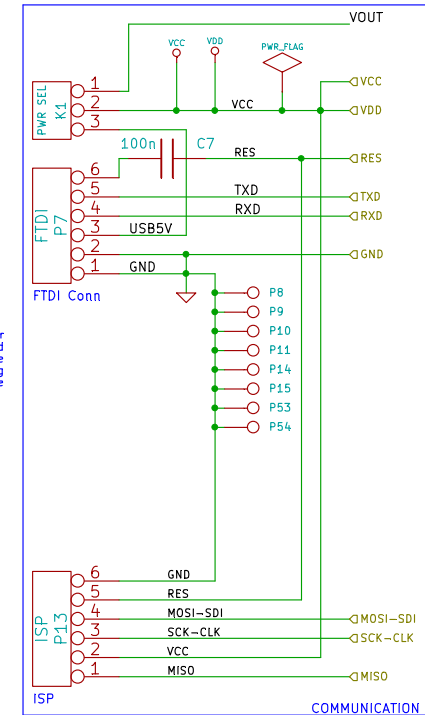 VOUT
VCC
VDD
PWR_FLAG
PWR SEL
K1
1
2
3
VCC
VCC
VDD
100n
C7
RES
RES
FTDI
P7
6
5
4
3
2
1
TXD
TXD
RXD
RXD
USB5V
GND
GND
FTDI Conn
P8
P9
P10
P11
P14
P15
P53
P54
ISP
P13
6
5
4
3
2
1
GND
RES
MOSI-SDI
MOSI-SDI
SCK-CLK
SCK-CLK
VCC
MISO
MISO
ISP
COMMUNICATION